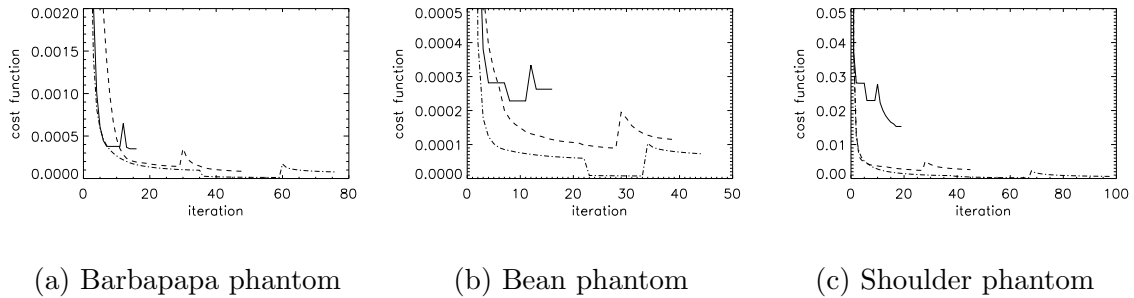 0.0020
0.0015
0.0010
0.0005
0.0000
cost function
0 20 40 60 80
iteration
(a) Barbapapa phantom
0.0005
0.0004
0.0003
0.0002
0.0001
0.0000
cost function
0 10 20 30 40 50
iteration
(b) Bean phantom
0.05
0.04
0.03
0.02
0.01
0.00
cost function
0 20 40 60 80 100
iteration
(c) Shoulder phantom